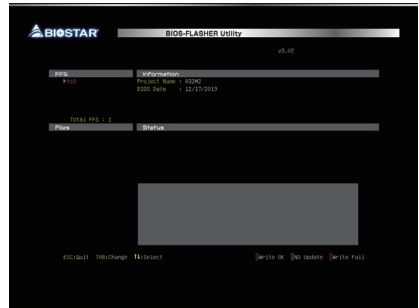 BIOSTAR
BIOS-FLASHER Utility
v3.02
FFS
Information
fs0
Project Name : A32M2
BIOS Date : 12/17/2019
Total FFS : 1
Files
Status
ESC:Quit TAB:Change ↑↓:Select
Write OK NO Update Write Fail